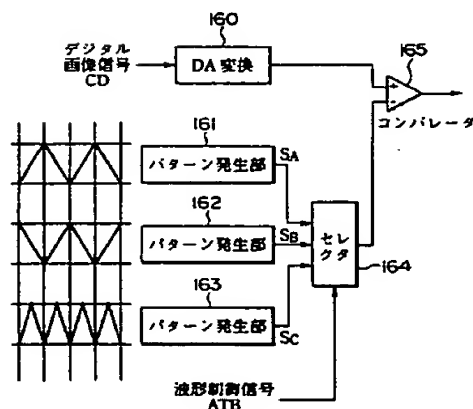 160
デジタル
画像信号
CD
DA変換
165
コンパレータ
161
パターン発生部
SA
162
パターン発生部
SB
セレクタ
164
163
パターン発生部
SC
波形制御信号
ATB